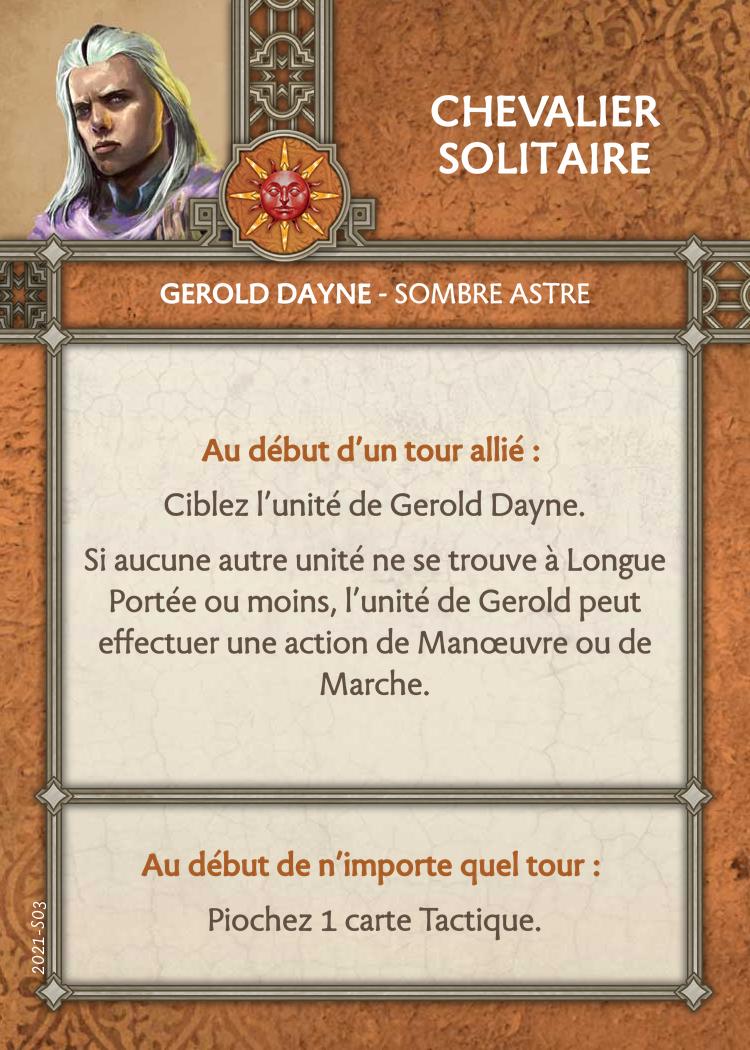 CHEVALIER
SOLITAIRE
GEROLD DAYNE - SOMBRE ASTRE
Au début d'un tour allié :
Ciblez l'unité de Gerold Dayne.
Si aucune autre unité ne se trouve à Longue
Portée ou moins, l'unité de Gerold peut
effectuer une action de Manœuvre ou de
Marche.
Au début de n'importe quel tour :
Piochez 1 carte Tactique.
2021-S03